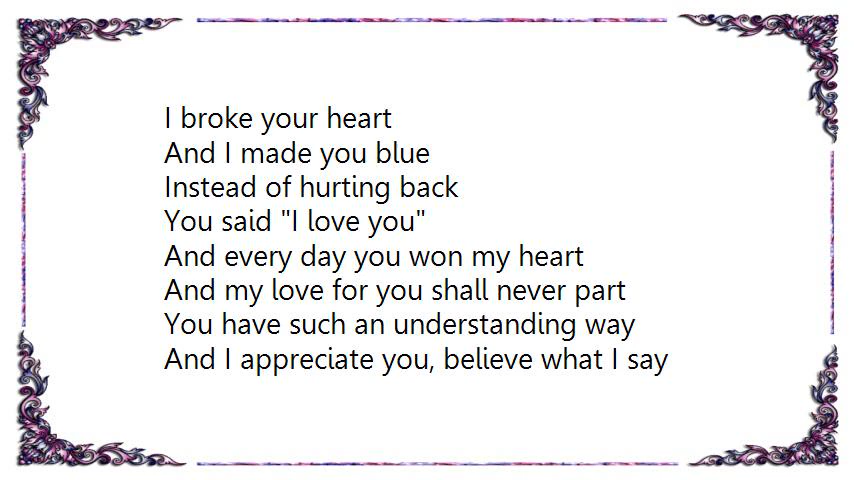 I broke your heart
And I made you blue
Instead of hurting back
You said "I love you"
And every day you won my heart
And my love for you shall never part
You have such an understanding way
And I appreciate you, believe what I say